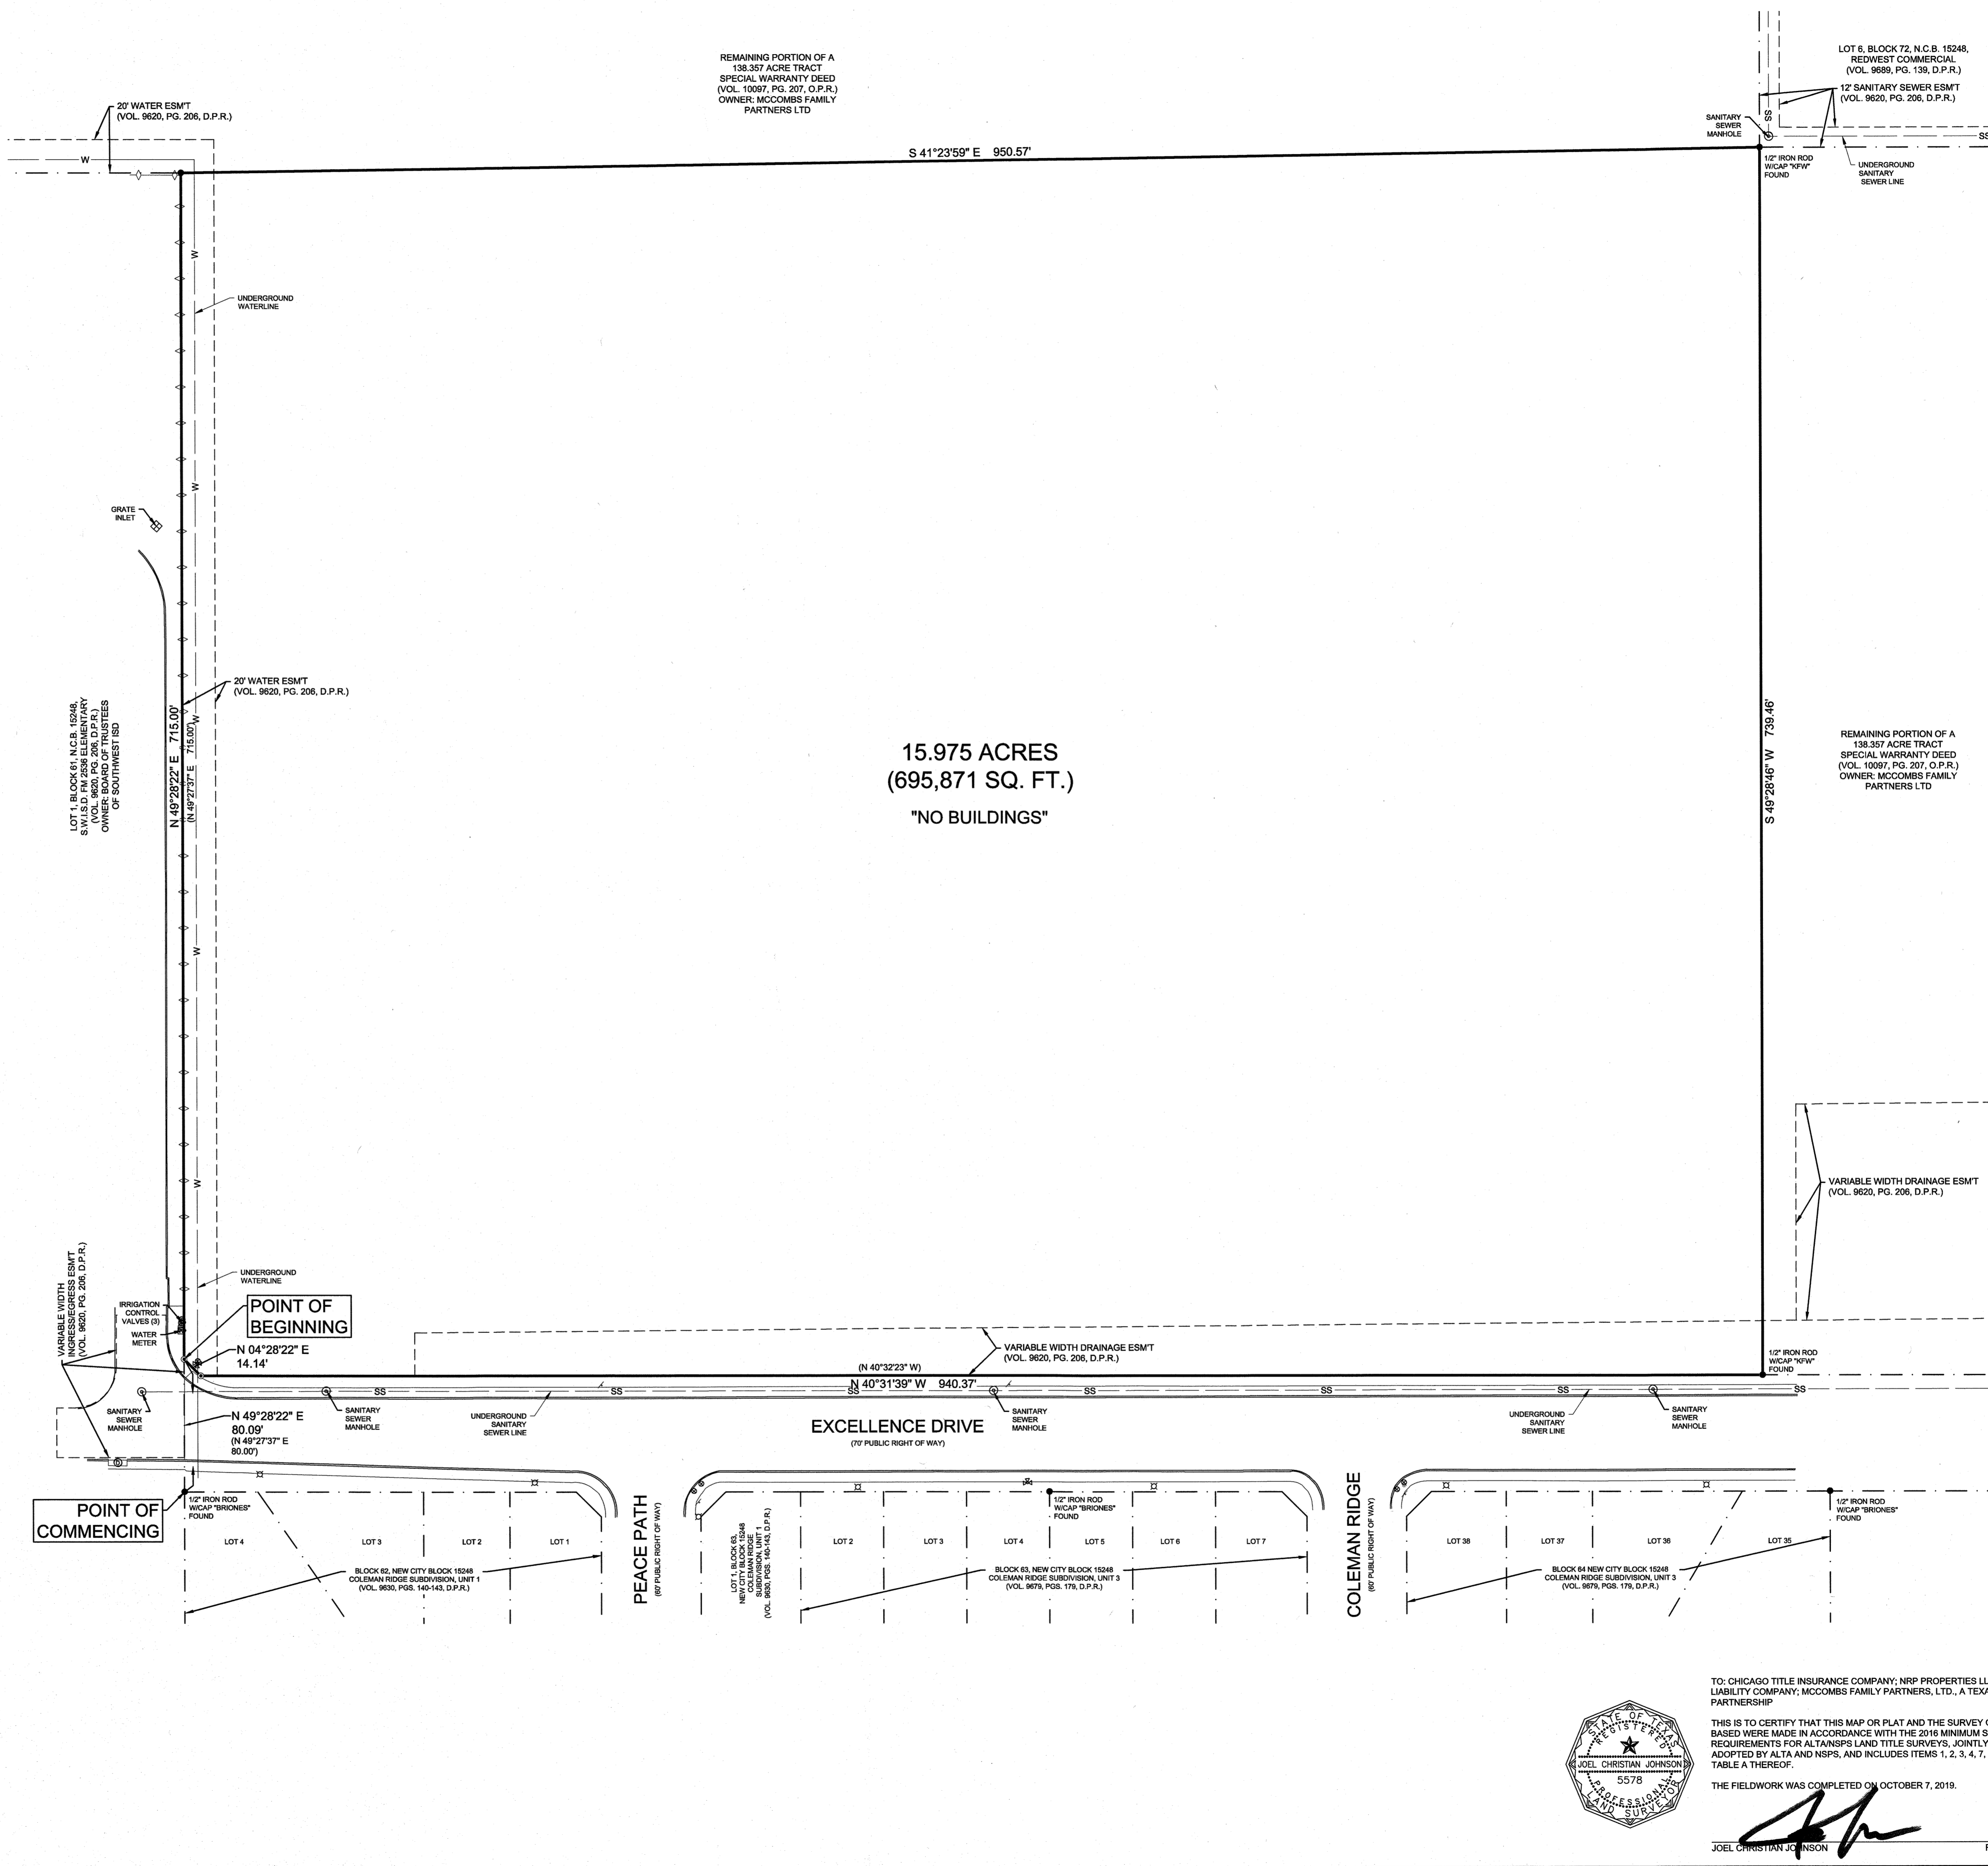 REMAINING PORTION OF A
138.357 ACRE TRACT
SPECIAL WARRANTY DEED
(VOL. 10097, PG. 207, O.P.R.)
OWNER: MCCOMBS FAMILY
PARTNERS LTD
LOT 6, BLOCK 72, N.C.B. 15248,
REDWEST COMMERCIAL
(VOL. 9689, PG. 139, D.P.R.)
12' SANITARY SEWER ESM'T
(VOL. 9620, PG. 206, D.P.R.)
20' WATER ESM'T
(VOL. 9620, PG. 206, D.P.R.)
SANITARY
SEWER
MANHOLE
SS
SS
W
S 41°23'59" E 950.57'
1/2" IRON ROD
W/CAP "KFW"
FOUND
UNDERGROUND
SANITARY
SEWER LINE
W
UNDERGROUND
WATERLINE
W
GRATE
INLET
20' WATER ESM'T
(VOL. 9620, PG. 206, D.P.R.)
LOT 1, BLOCK 61, N.C.B. 15248,
S.W.I.S.D. FM 2536 ELEMENTARY
(VOL. 9620, PG. 206, D.P.R.)
OWNER: BOARD OF TRUSTEES
OF SOUTHWEST ISD
N 49°28'22" E 715.00'
(N 49°27'37" E 715.00')
W
15.975 ACRES
(695,871 SQ. FT.)
"NO BUILDINGS"
S 49°28'46" W 739.46'
REMAINING PORTION OF A
138.357 ACRE TRACT
SPECIAL WARRANTY DEED
(VOL. 10097, PG. 207, O.P.R.)
OWNER: MCCOMBS FAMILY
PARTNERS LTD
W
W
VARIABLE WIDTH DRAINAGE ESM'T
(VOL. 9620, PG. 206, D.P.R.)
VARIABLE WIDTH
INGRESS/EGRESS ESM'T
(VOL. 9620, PG. 206, D.P.R.)
UNDERGROUND
WATERLINE
IRRIGATION
CONTROL
VALVES (3)
WATER
METER
POINT OF
BEGINNING
N 04°28'22" E
14.14'
VARIABLE WIDTH DRAINAGE ESM'T
(VOL. 9620, PG. 206, D.P.R.)
1/2" IRON ROD
W/CAP "KFW"
FOUND
(N 40°32'23" W)
N 40°31'39" W 940.37'
SS
SS
SS
SS
SS
SS
SS
SANITARY
SEWER
MANHOLE
N 49°28'22" E
80.09'
(N 49°27'37" E
80.00')
SANITARY
SEWER
MANHOLE
UNDERGROUND
SANITARY
SEWER LINE
EXCELLENCE DRIVE
(70' PUBLIC RIGHT OF WAY)
SANITARY
SEWER
MANHOLE
UNDERGROUND
SANITARY
SEWER LINE
SANITARY
SEWER
MANHOLE
POINT OF
COMMENCING
1/2" IRON ROD
W/CAP "BRIONES"
FOUND
LOT 4
LOT 3
LOT 2
LOT 1
BLOCK 62, NEW CITY BLOCK 15248
COLEMAN RIDGE SUBDIVISION, UNIT 1
(VOL. 9630, PGS. 140-143, D.P.R.)
PEACE PATH
(60' PUBLIC RIGHT OF WAY)
LOT 1, BLOCK 63,
NEW CITY BLOCK 15248
COLEMAN RIDGE
SUBDIVISION, UNIT 1
(VOL. 9630, PGS. 140-143, D.P.R.)
1/2" IRON ROD
W/CAP "BRIONES"
FOUND
LOT 2
LOT 3
LOT 4
LOT 5
LOT 6
LOT 7
BLOCK 63, NEW CITY BLOCK 15248
COLEMAN RIDGE SUBDIVISION, UNIT 3
(VOL. 9679, PGS. 179, D.P.R.)
COLEMAN RIDGE
(60' PUBLIC RIGHT OF WAY)
LOT 38
LOT 37
LOT 36
LOT 35
BLOCK 64 NEW CITY BLOCK 15248
COLEMAN RIDGE SUBDIVISION, UNIT 3
(VOL. 9679, PGS. 179, D.P.R.)
1/2" IRON ROD
W/CAP "BRIONES"
FOUND
TO: CHICAGO TITLE INSURANCE COMPANY; NRP PROPERTIES LL
LIABILITY COMPANY; MCCOMBS FAMILY PARTNERS, LTD., A TEXA
PARTNERSHIP
THIS IS TO CERTIFY THAT THIS MAP OR PLAT AND THE SURVEY O
BASED WERE MADE IN ACCORDANCE WITH THE 2016 MINIMUM S
REQUIREMENTS FOR ALTA/NSPS LAND TITLE SURVEYS, JOINTLY
ADOPTED BY ALTA AND NSPS, AND INCLUDES ITEMS 1, 2, 3, 4, 7,
TABLE A THEREOF.
THE FIELDWORK WAS COMPLETED ON OCTOBER 7, 2019.
JOEL CHRISTIAN JOHNSON
STATE OF TEXAS
REGISTERED
JOEL CHRISTIAN JOHNSON
5578
PROFESSIONAL
LAND SURVEYOR